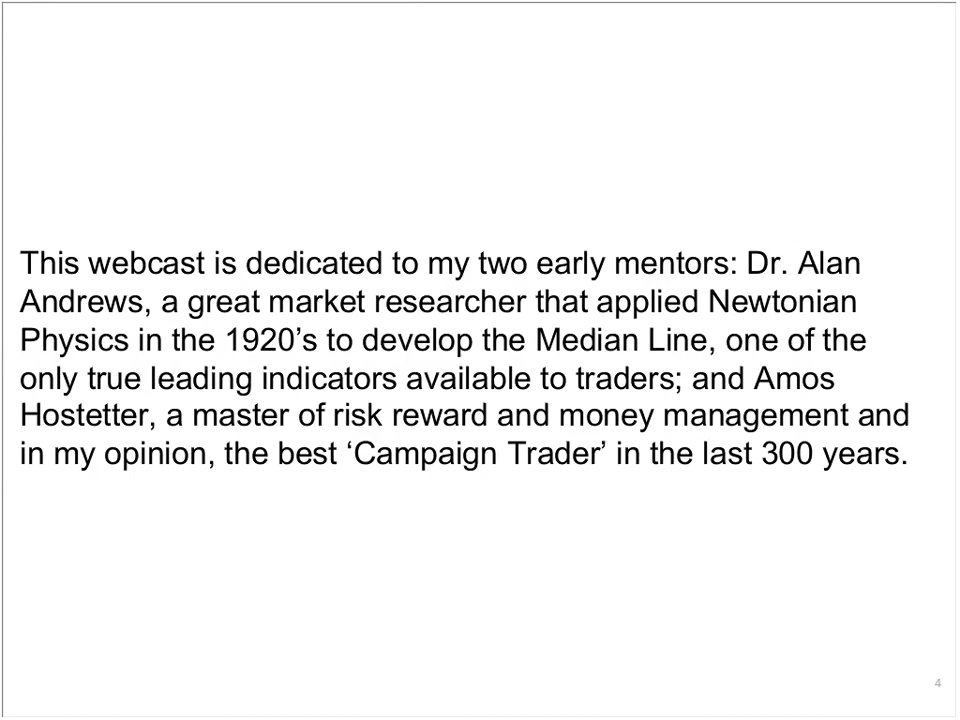 This webcast is dedicated to my two early mentors: Dr. Alan
Andrews, a great market researcher that applied Newtonian
Physics in the 1920’s to develop the Median Line, one of the
only true leading indicators available to traders; and Amos
Hostetter, a master of risk reward and money management and
in my opinion, the best ‘Campaign Trader’ in the last 300 years.
4